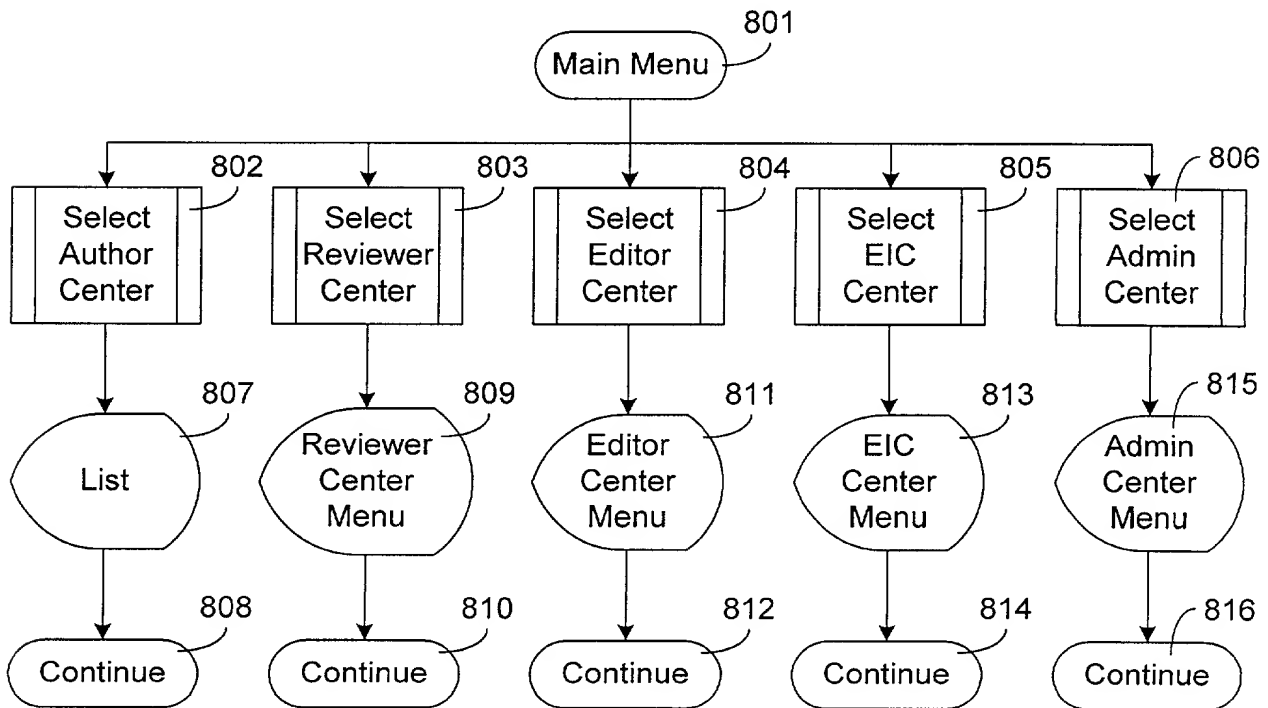 801
Main Menu
802
803
804
805
806
Select
Author
Center
Select
Reviewer
Center
Select
Editor
Center
Select
EIC
Center
Select
Admin
Center
807
809
811
813
815
List
Reviewer
Center
Menu
Editor
Center
Menu
EIC
Center
Menu
Admin
Center
Menu
808
810
812
814
816
Continue
Continue
Continue
Continue
Continue